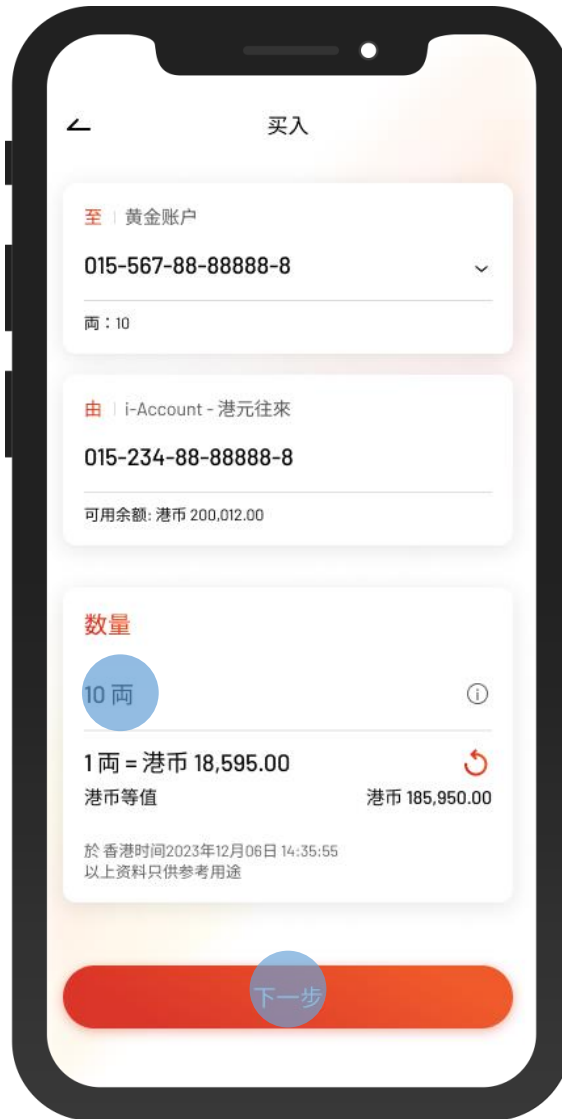 买入
至 | 黄金账户
015-567-88-88888-8
両：10
由 | i-Account - 港元往來
015-234-88-88888-8
可用余额: 港币 200,012.00
数量
10 両
1 両 = 港币 18,595.00
港币等值 港币 185,950.00
於 香港时间2023年12月06日 14:35:55
以上资料只供参考用途
下一步